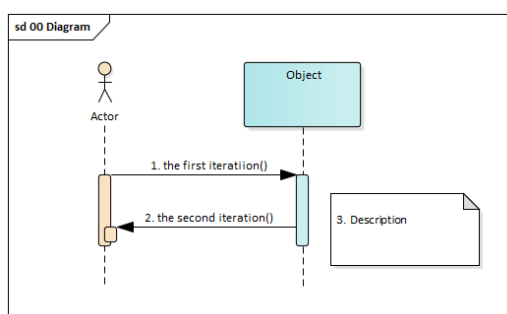 sd 00 Diagram
Object
Actor
1. the first iteratiion()
2. the second iteration()
3. Description